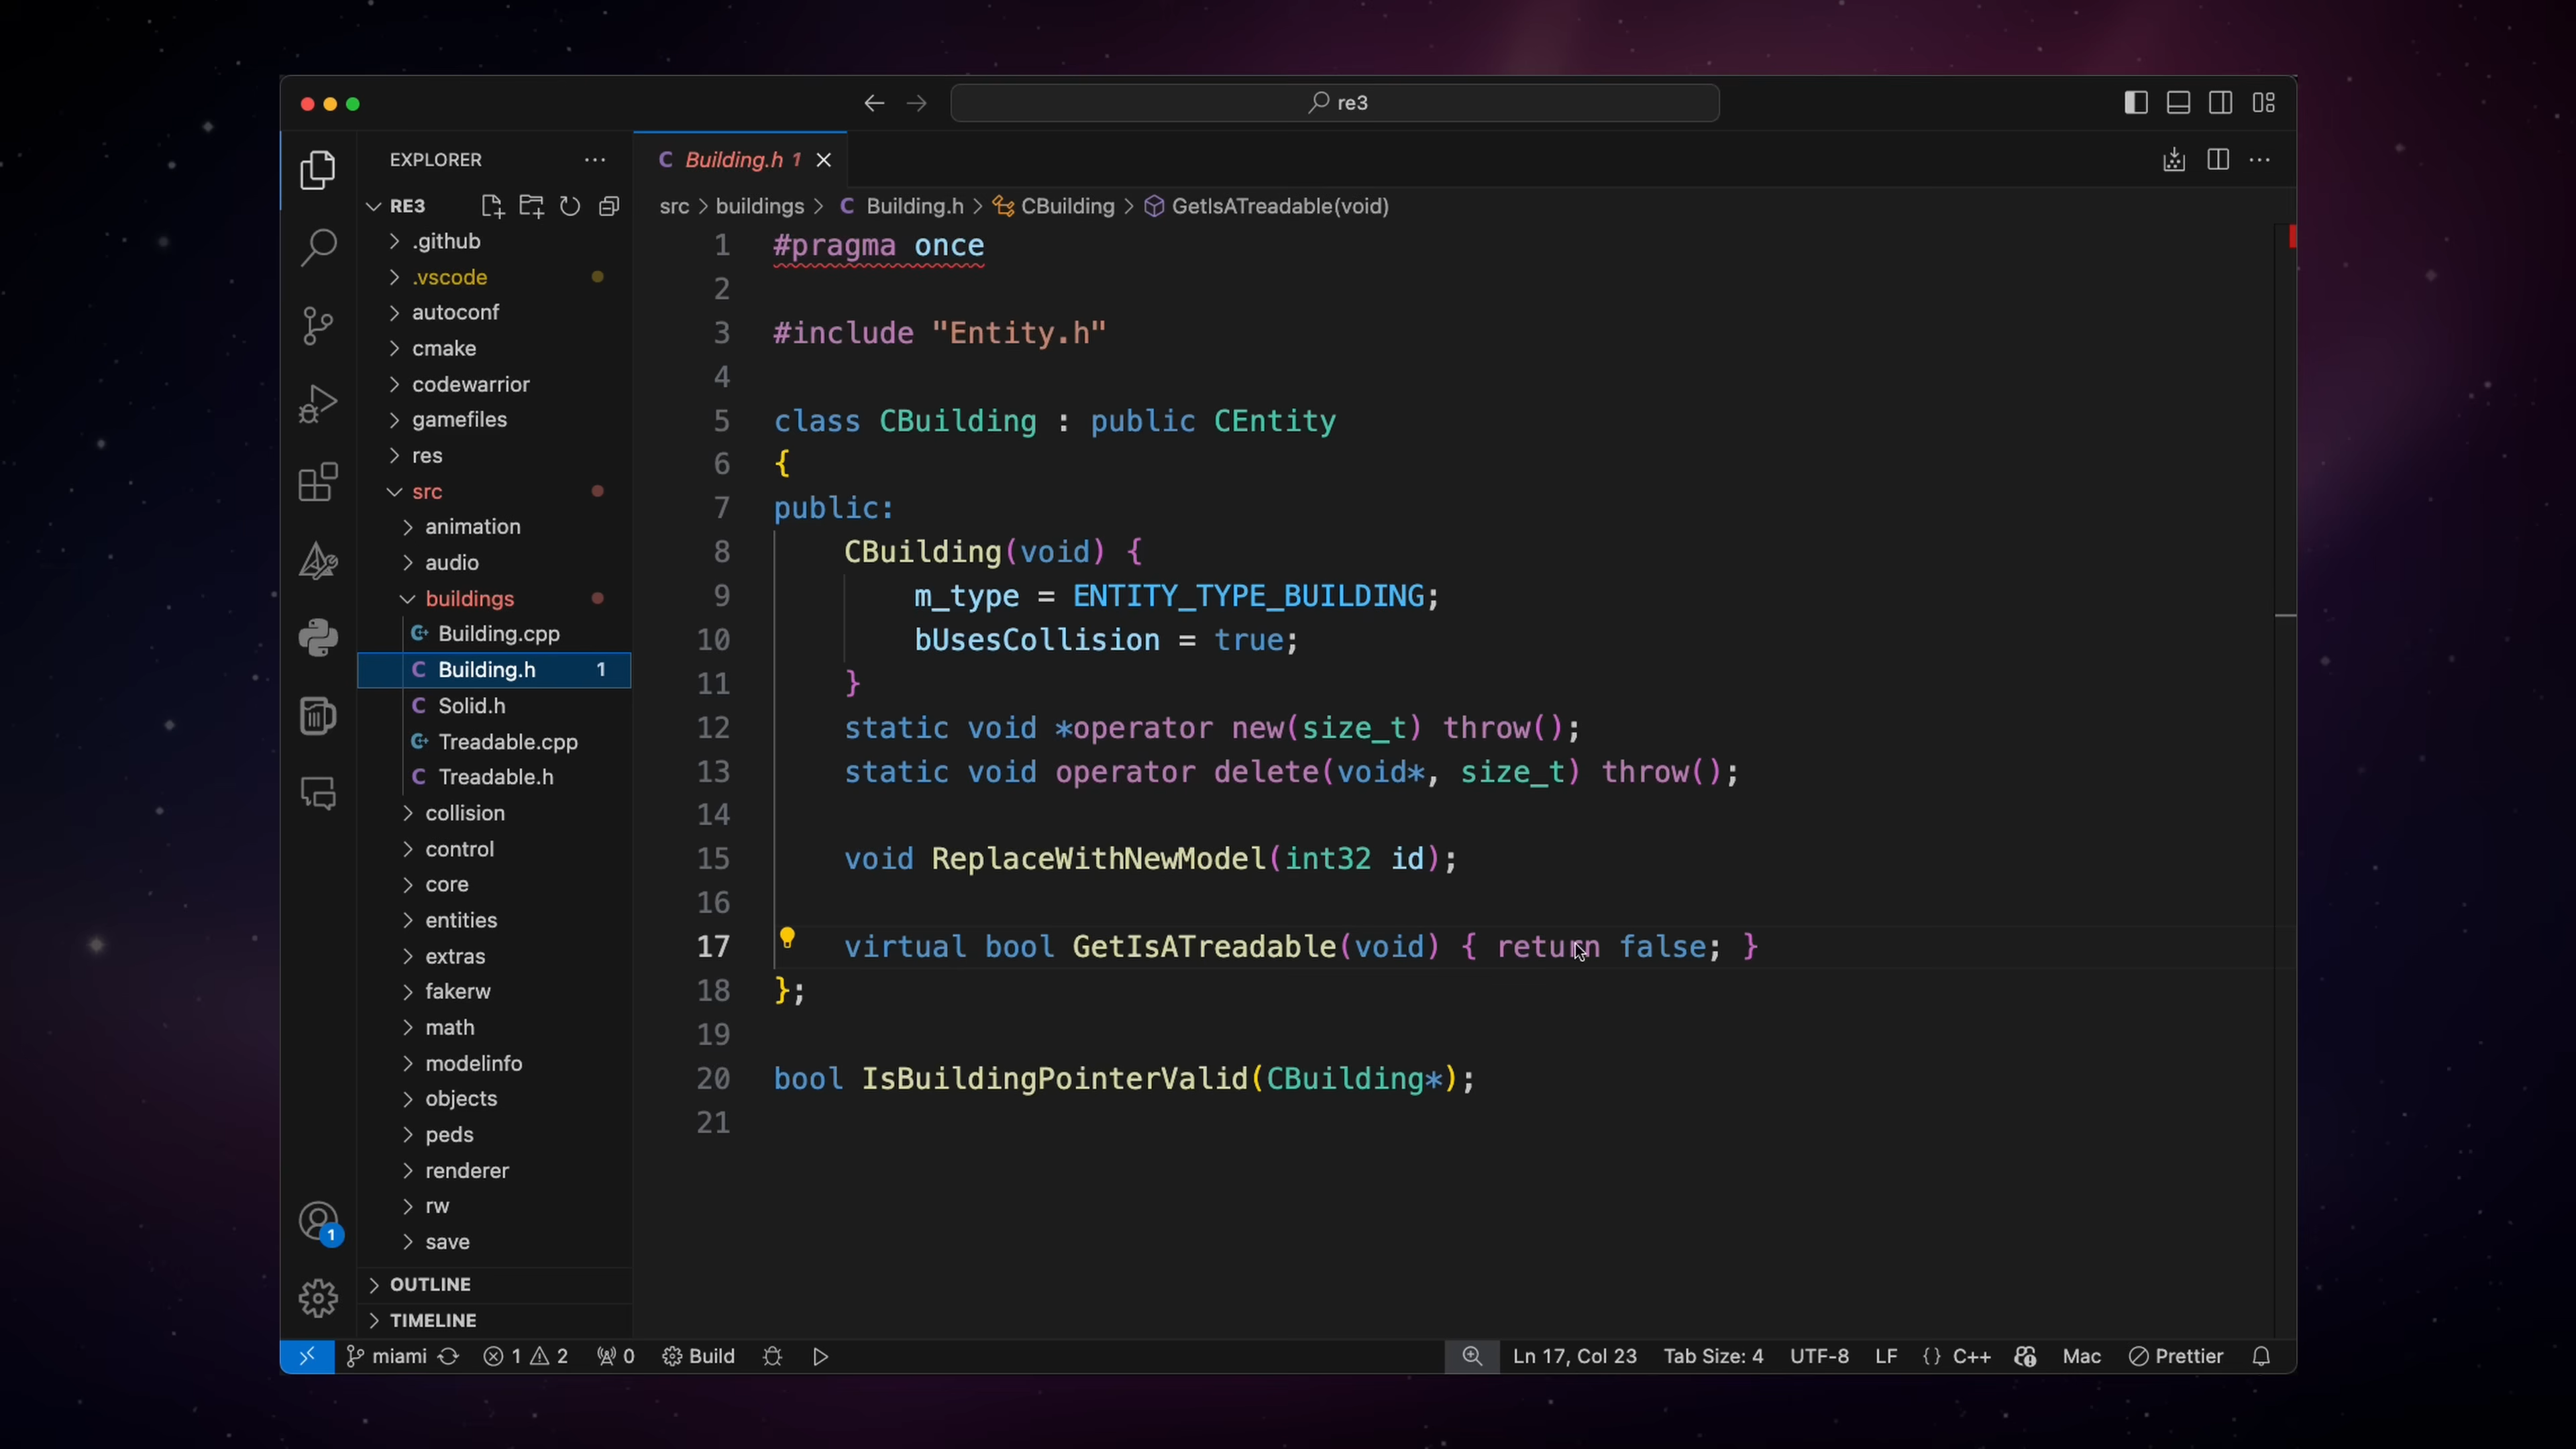 re3
EXPLORER
RE3
.github
.vscode
autoconf
cmake
codewarrior
gamefiles
res
src
animation
audio
buildings
Building.cpp
Building.h 1
Solid.h
Treadable.cpp
Treadable.h
collision
control
core
entities
extras
fakerw
math
modelinfo
objects
peds
renderer
rw
save
OUTLINE
TIMELINE
1
C Building.h 1
src > buildings > C Building.h > CBuilding > GetIsATreadable(void)
1 #pragma once
2
3 #include "Entity.h"
4
5 class CBuilding : public CEntity
6 {
7 public:
8 CBuilding(void) {
9 m_type = ENTITY_TYPE_BUILDING;
10 bUsesCollision = true;
11 }
12 static void *operator new(size_t) throw();
13 static void operator delete(void*, size_t) throw();
14
15 void ReplaceWithNewModel(int32 id);
16
17 virtual bool GetIsATreadable(void) { return false; }
18 };
19
20 bool IsBuildingPointerValid(CBuilding*);
21
miami 1 2 0 Build Ln 17, Col 23 Tab Size: 4 UTF-8 LF {} C++ Mac Prettier